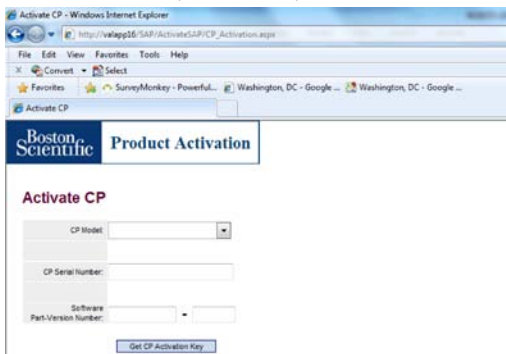 Activate CP - Windows Internet Explorer
http://valapp16/SAP/ActivateSAP/CP_Activation.aspx
File Edit View Favorites Tools Help
x Convert Select
Favorites SurveyMonkey - Powerful... Washington, DC - Google ... Washington, DC - Google ...
Activate CP
Boston Scientific Product Activation
Activate CP
CP Model:
CP Serial Number:
Software
Part-Version Number: -
Get CP Activation Key